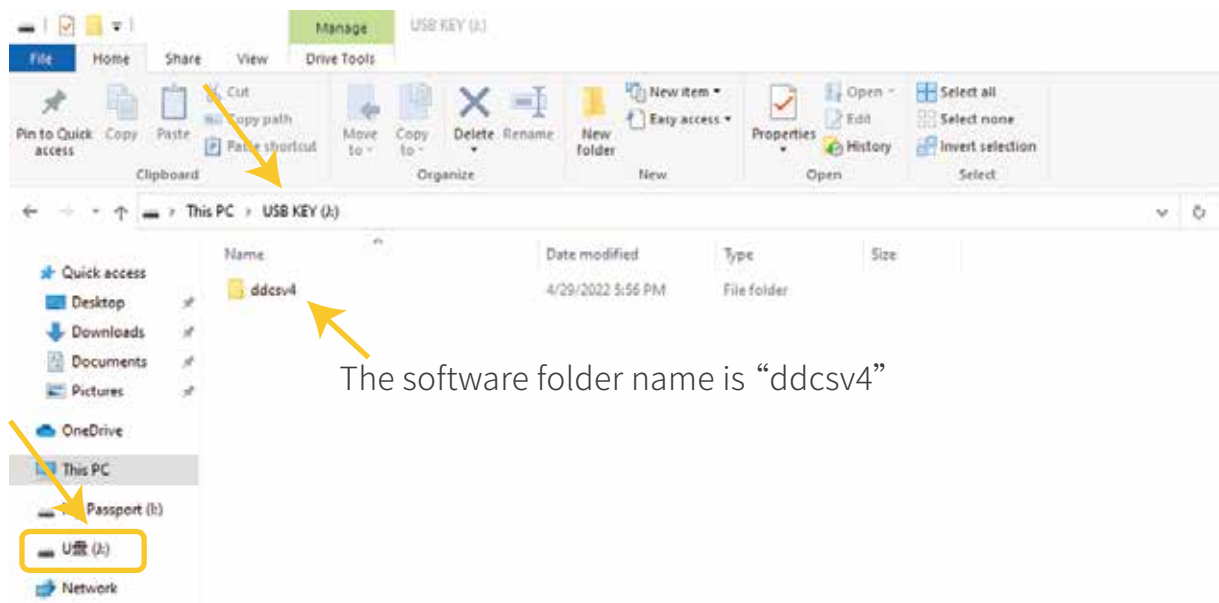 Manage USB KEY (J:)
File Home Share View Drive Tools
Pin to Quick access
Copy
Paste
Cut
Copy path
Paste shortcut
Clipboard
Move to
Copy to
Delete
Rename
Organize
New folder
New item
Easy access
New
Properties
Open
Edit
History
Open
Select all
Select none
Invert selection
Select
This PC > USB KEY (J:)
Name Date modified Type Size
ddcsv4 4/29/2022 5:56 PM File folder
The software folder name is “ddcsv4”
Quick access
Desktop
Downloads
Documents
Pictures
OneDrive
This PC
Passport (I:)
U盘 (J:)
Network